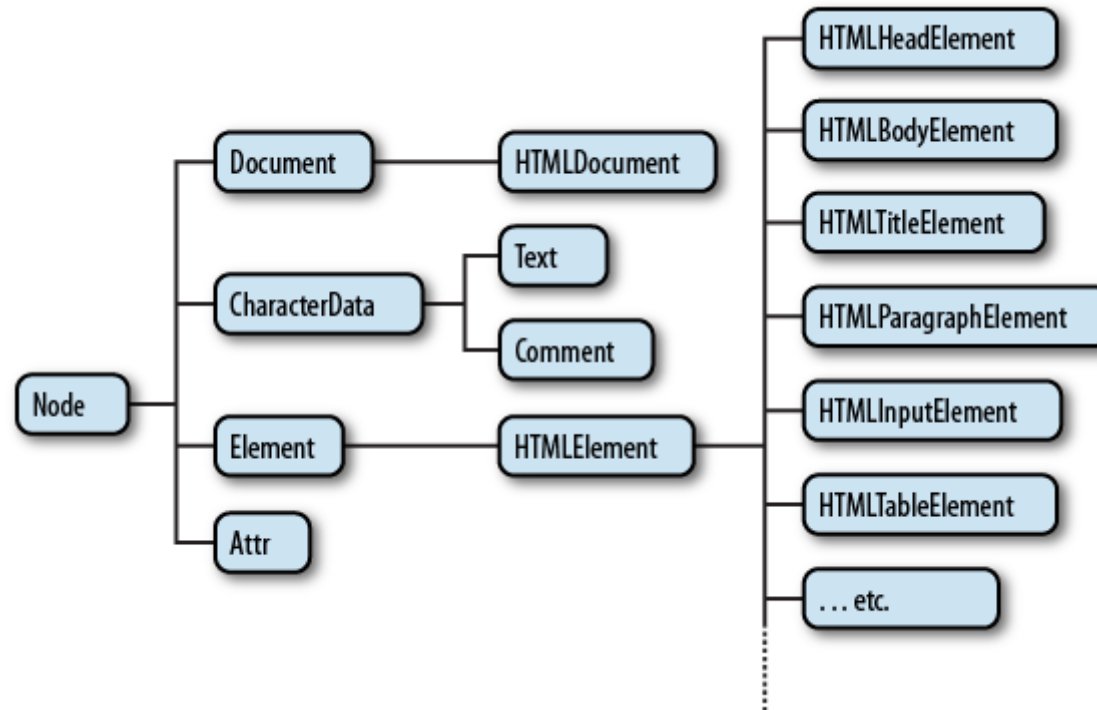 HTMLHeadElement
HTMLBodyElement
Document
HTMLDocument
HTMLTitleElement
Text
CharacterData
HTMLParagraphElement
Comment
Node
HTMLInputElement
Element
HTMLElement
HTMLTableElement
Attr
. . . etc.